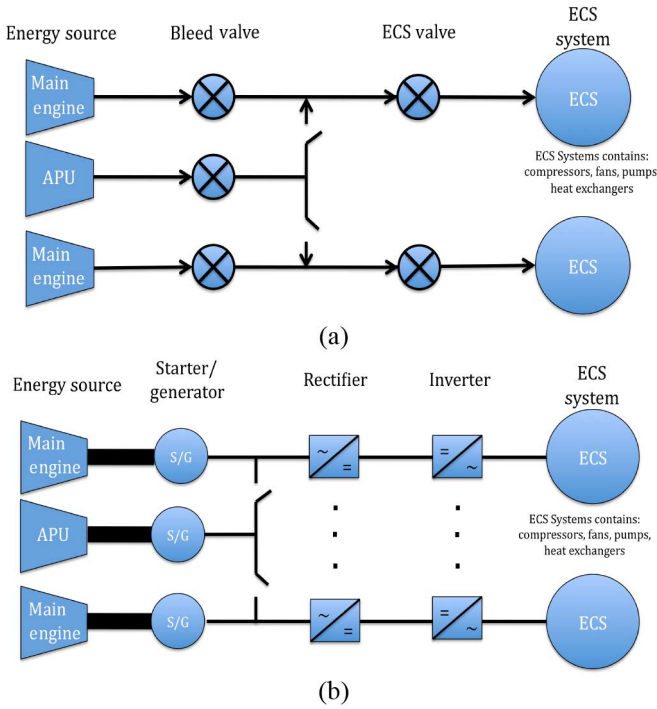 Energy source
Bleed valve
ECS valve
ECS
system
Main
engine
ECS
APU
ECS Systems contains:
compressors, fans, pumps
heat exchangers
Main
engine
ECS
(a)
Energy source
Starter/
generator
Rectifier
Inverter
ECS
system
Main
engine
S/G
~
=
=
~
ECS
APU
S/G
ECS Systems contains:
compressors, fans, pumps,
heat exchangers
Main
engine
S/G
~
=
=
~
ECS
(b)